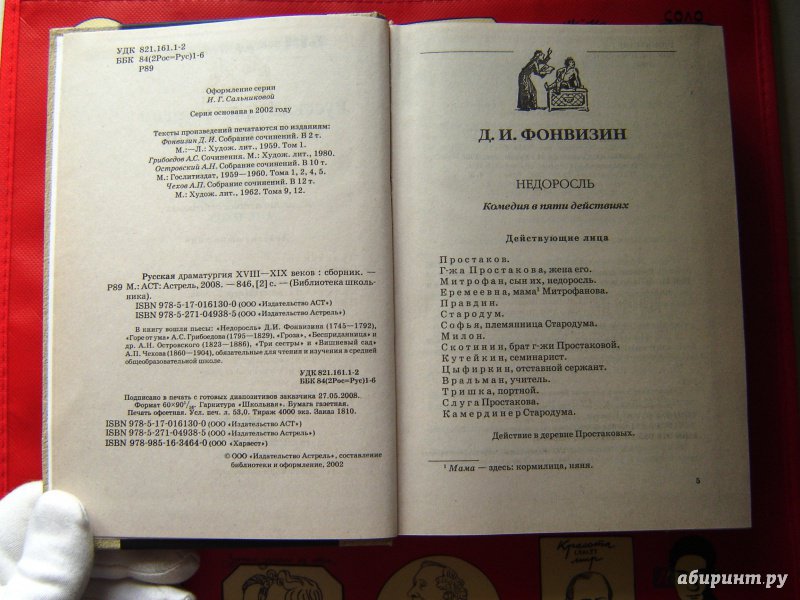 УДК 821.161.1-2
ББК 84(2Рос=Рус)1-6
Р89
Оформление серии
И. Г. Сальниковой
Серия основана в 2002 году
Тексты произведений печатаются по изданиям:
Фонвизин Д. И. Собрание сочинений. В 2 т.
М.: —Л.: Худож. лит., 1959. Том 1.
Грибоедов А.С. Сочинения. М.: Худож. лит., 1980.
Островский А.Н. Собрание сочинений. В 10 т.
М.: Гослитиздат, 1959—1960. Тома 1, 2, 4, 5.
Чехов А.П. Собрание сочинений. В 12 т.
М.: Худож. лит., 1962. Тома 9, 12.
Русская драматургия XVIII—XIX веков : сборник. —
Р89 М.: АСТ: Астрель, 2008. — 846, [2] с. — (Библиотека школь-
ника).
ISBN 978-5-17-016130-0 (ООО «Издательство АСТ»)
ISBN 978-5-271-04938-5 (ООО «Издательство Астрель»)
В книгу вошли пьесы: «Недоросль» Д.И. Фонвизина (1745—1792),
«Горе от ума» А.С. Грибоедова (1795—1829), «Гроза», «Бесприданница» и
др. А.Н. Островского (1823—1886), «Три сестры» и «Вишневый сад»
А.П. Чехова (1860—1904), обязательные для чтения и изучения в средней
общеобразовательной школе.
УДК 821.161.1-2
ББК 84(2Рос=Рус)1-6
Подписано в печать с готовых диапозитивов заказчика 27.05.2008.
Формат 60×90 1/16. Гарнитура «Школьная». Бумага газетная.
Печать офсетная. Усл. печ. л. 53,0. Тираж 4000 экз. Заказ 1810.
ISBN 978-5-17-016130-0 (ООО «Издательство АСТ»)
ISBN 978-5-271-04938-5 (ООО «Издательство Астрель»)
ISBN 978-985-16-3464-0 (ООО «Харвест»)
© ООО «Издательство Астрель», составление
библиотеки и оформление, 2002
Д. И. ФОНВИЗИН
НЕДОРОСЛЬ
Комедия в пяти действиях
Действующие лица
Простаков.
Г-жа Простакова, жена его.
Митрофан, сын их, недоросль.
Еремеевна, мама¹ Митрофанова.
Правдин.
Стародум.
Софья, племянница Стародума.
Милон.
Скотинин, брат г-жи Простаковой.
Кутейкин, семинарист.
Цыфиркин, отставной сержант.
Вральман, учитель.
Тришка, портной.
Слуга Простакова.
Камердинер Стародума.
Действие в деревне Простаковых.
¹ Мама — здесь: кормилица, няня.
5
Красота
спасет
мир
лабиринт.ру